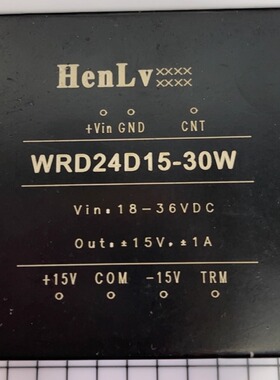 HenLv××××
××××
+Vin GND CNT
WRD24D15-30W
Vin:18-36VDC
Out:±15V,±1A
+15V COM -15V TRM